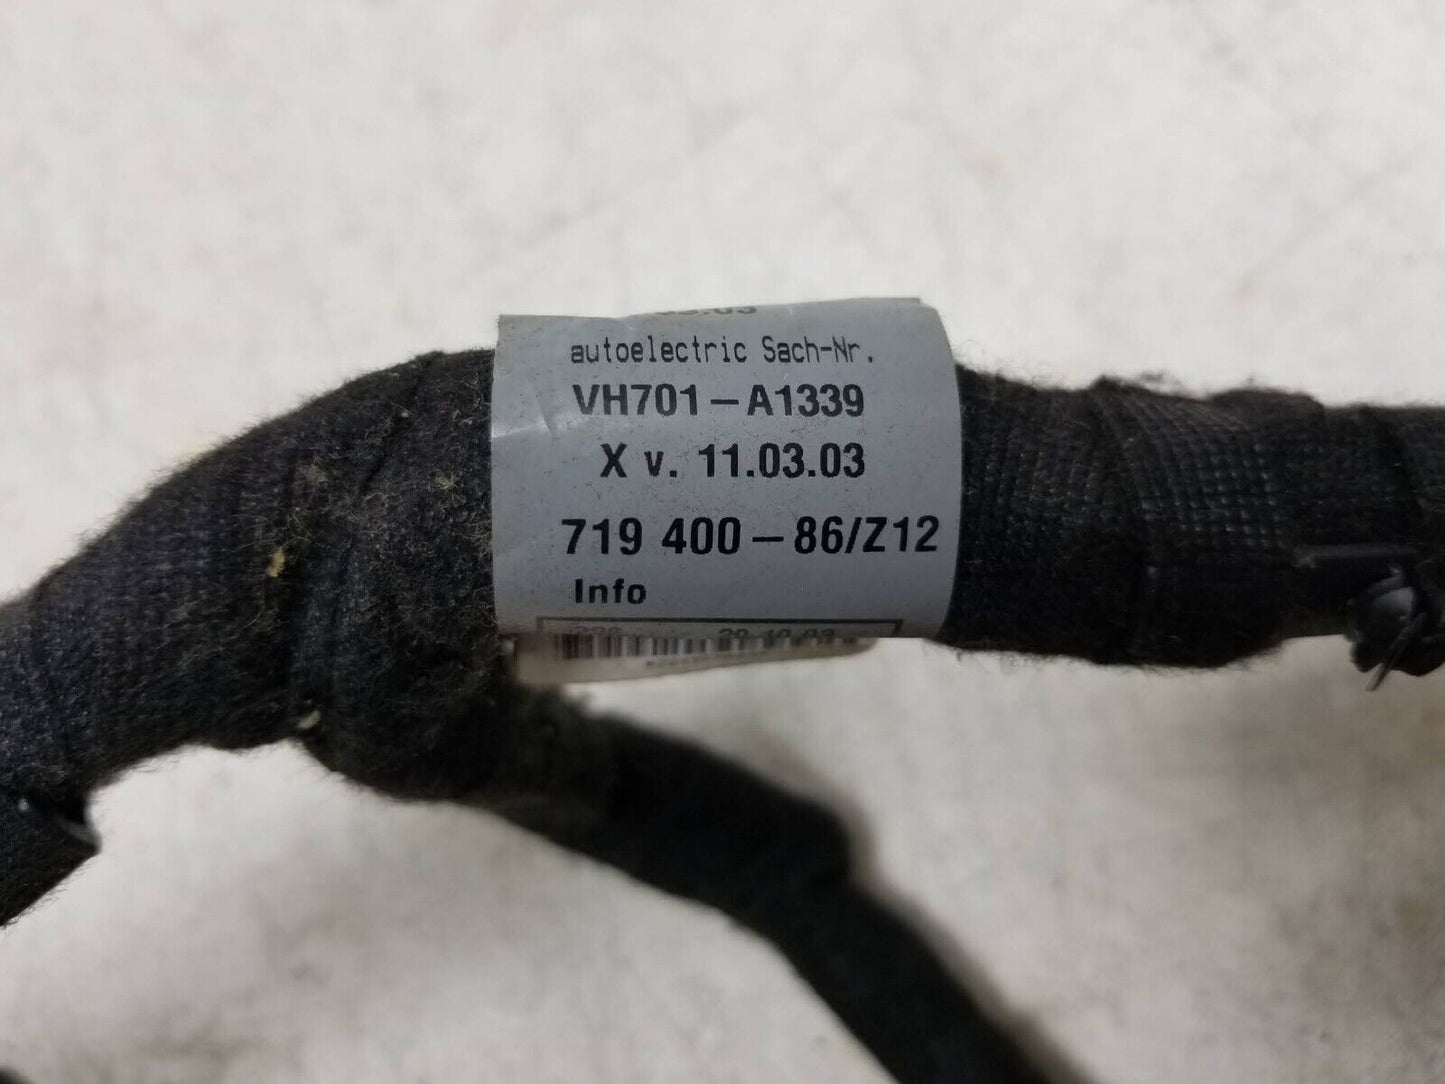 autoelectric Sach-Nr.
VH701-A1339
X v. 11.03.03
719 400-86/Z12
Info